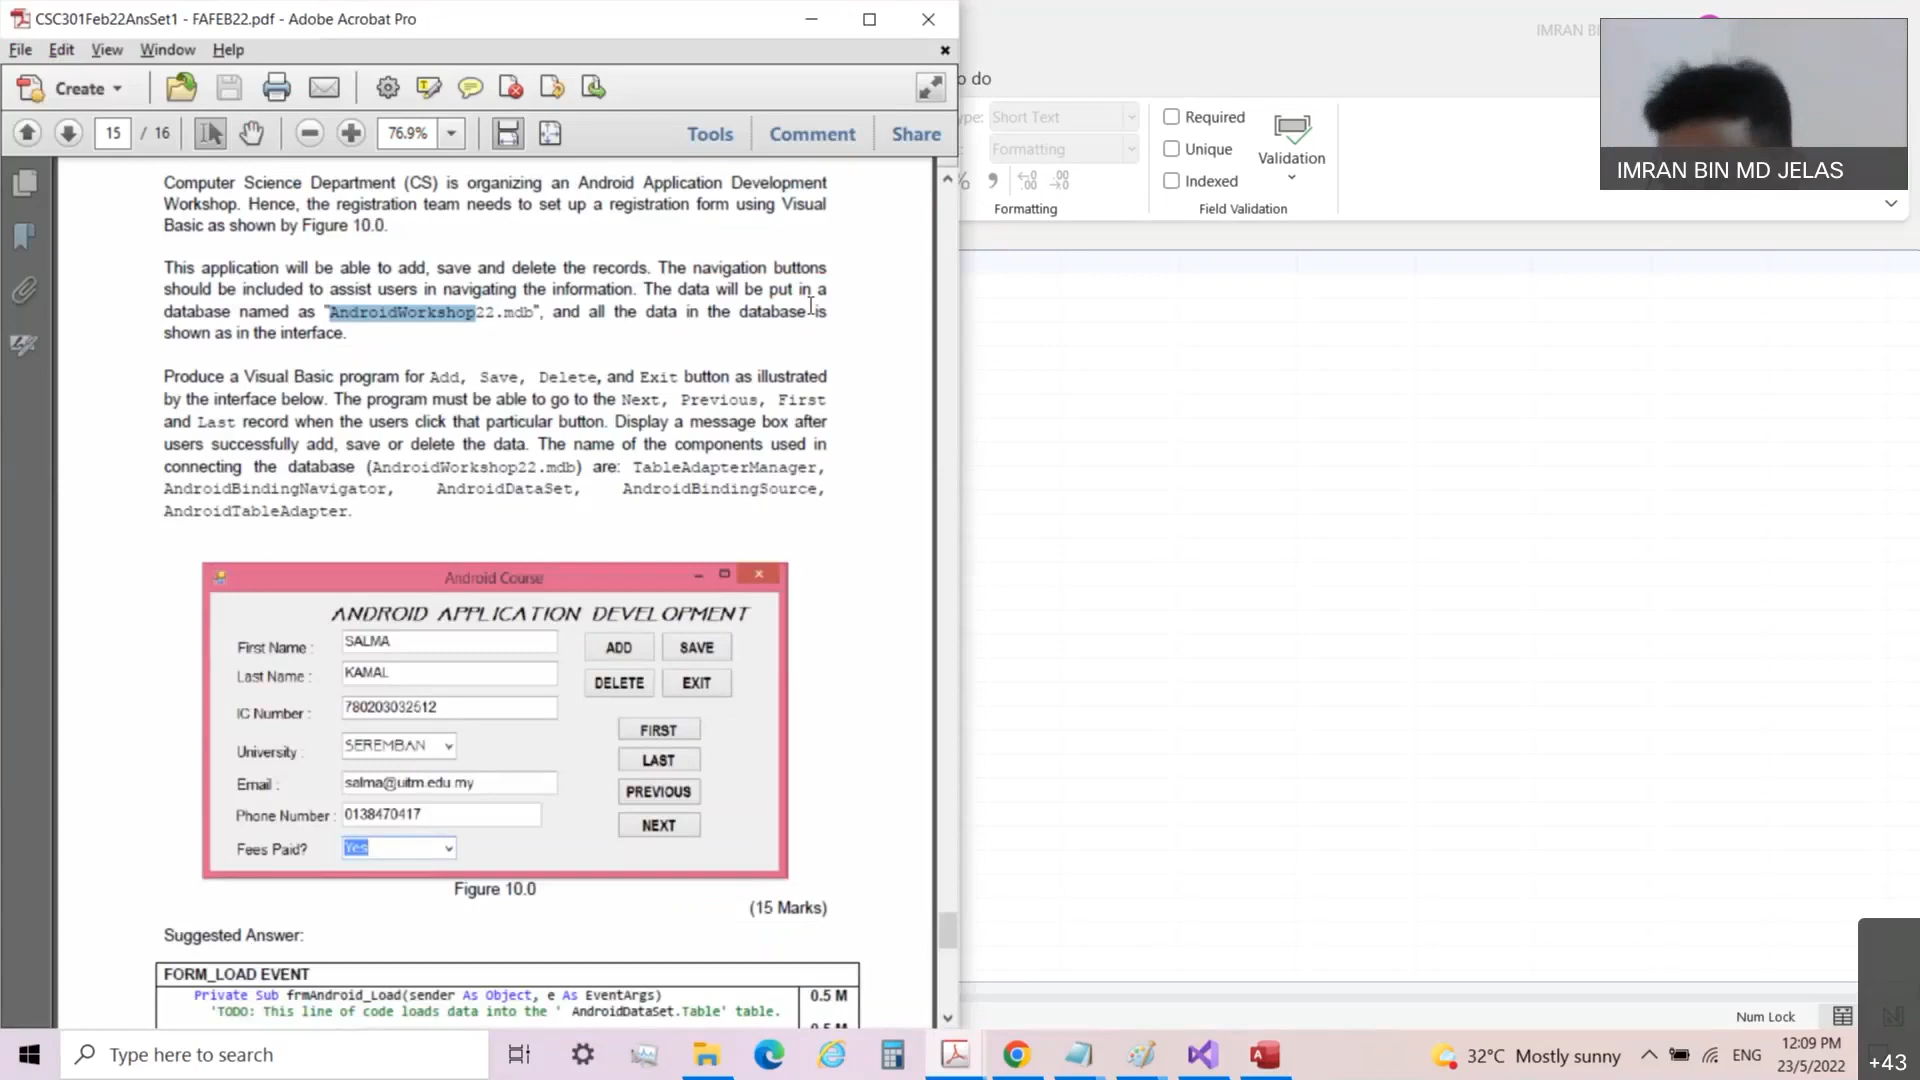 CSC301Feb22AnsSet1 - FAFEB22.pdf - Adobe Acrobat Pro
File Edit View Window Help
Create
15 / 16
76.9%
Tools
Comment
Share
Computer Science Department (CS) is organizing an Android Application Development
Workshop. Hence, the registration team needs to set up a registration form using Visual
Basic as shown by Figure 10.0.
This application will be able to add, save and delete the records. The navigation buttons
should be included to assist users in navigating the information. The data will be put in a
database named as "AndroidWorkshop22.mdb", and all the data in the database is
shown as in the interface.
Produce a Visual Basic program for Add, Save, Delete, and Exit button as illustrated
by the interface below. The program must be able to go to the Next, Previous, First
and Last record when the users click that particular button. Display a message box after
users successfully add, save or delete the data. The name of the components used in
connecting the database (AndroidWorkshop22.mdb) are: TableAdapterManager,
AndroidBindingNavigator, AndroidDataSet, AndroidBindingSource,
AndroidTableAdapter.
Android Course
ANDROID APPLICATION DEVELOPMENT
First Name : SALMA
ADD SAVE
Last Name : KAMAL
DELETE EXIT
IC Number : 780203032512
FIRST
University : SEREMBAN
LAST
Email : salma@uitm.edu.my
PREVIOUS
Phone Number : 0138470417
NEXT
Fees Paid? Yes
Figure 10.0
(15 Marks)
Suggested Answer:
FORM_LOAD EVENT
Private Sub frmAndroid_Load(sender As Object, e As EventArgs)
0.5 M
'TODO: This line of code loads data into the ' AndroidDataSet.Table' table.
IMRAN
o do
Short Text
Formatting
%
Formatting
Required
Unique
Indexed
Validation
Field Validation
IMRAN BIN MD JELAS
Num Lock
Type here to search
32°C Mostly sunny
ENG
12:09 PM
23/5/2022
+43